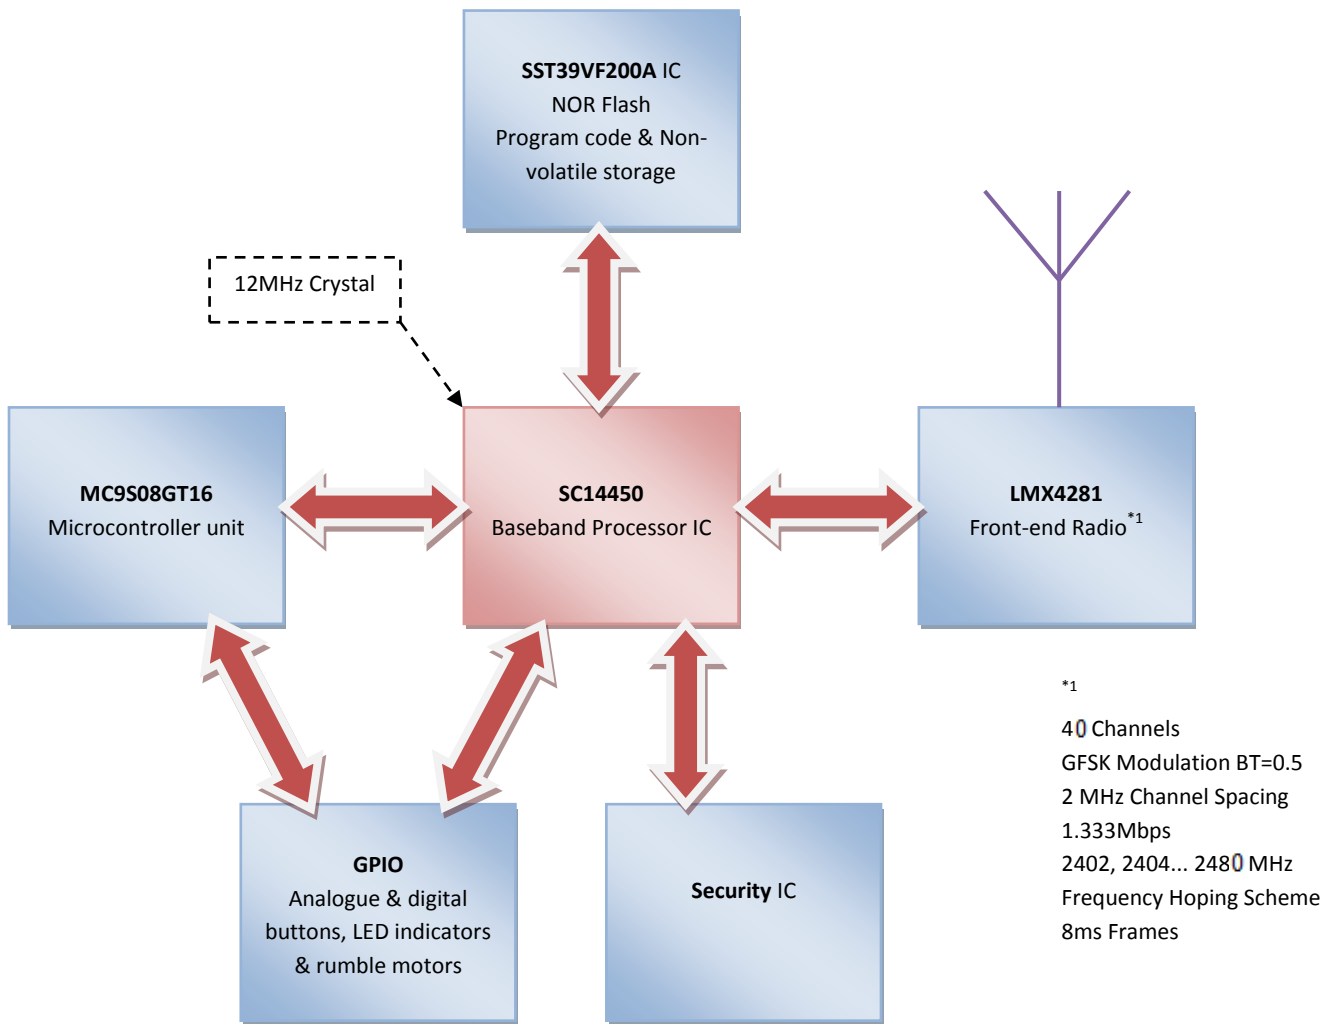 SST39VF200A IC
NOR Flash
Program code & Non-
volatile storage
12MHz Crystal
MC9S08GT16
Microcontroller unit
SC14450
Baseband Processor IC
LMX4281
Front-end Radio*1
GPIO
Analogue & digital
buttons, LED indicators
& rumble motors
Security IC
*1
40 Channels
GFSK Modulation BT=0.5
2 MHz Channel Spacing
1.333Mbps
2402, 2404... 2480 MHz
Frequency Hoping Scheme
8ms Frames